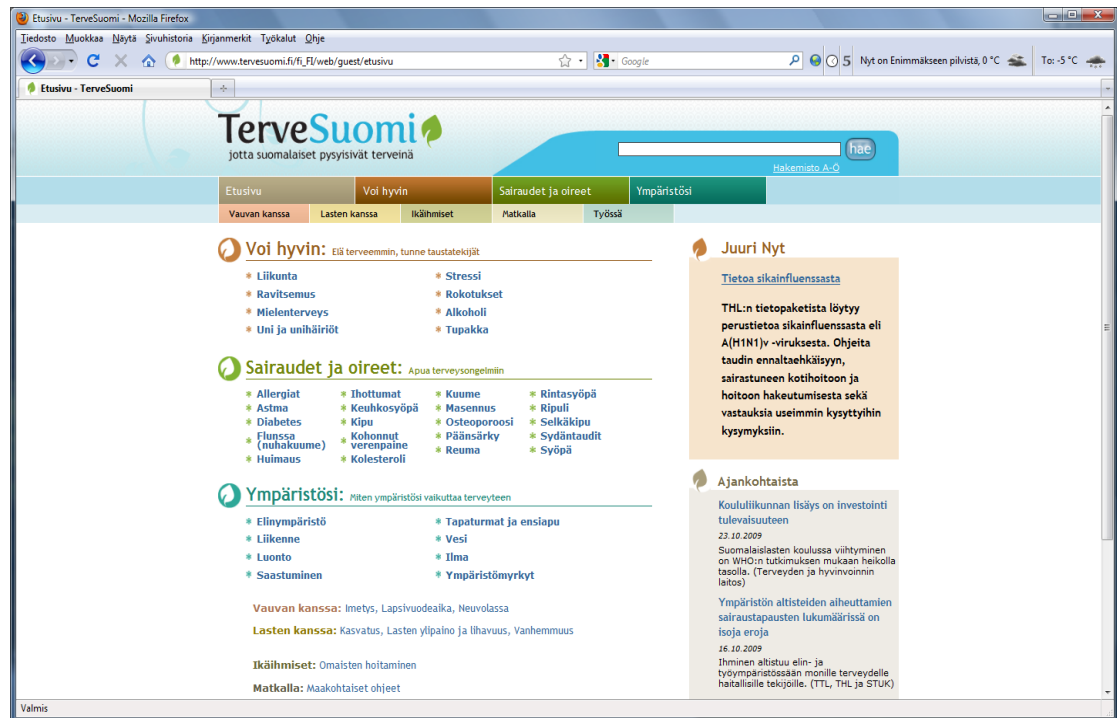 Etusivu - TerveSuomi - Mozilla Firefox
Tiedosto Muokkaa Näytä Sivuhistoria Kirjanmerkit Työkalut Ohje
http://www.tervesuomi.fi/fi_FI/web/guest/etusivu
Google
5 Nyt on Enimmäkseen pilvistä, 0 °C To: -5 °C
Etusivu - TerveSuomi
TerveSuomi
jotta suomalaiset pysyisivät terveinä
hae
Hakemisto A-Ö
Etusivu Voi hyvin Sairaudet ja oireet Ympäristösi
Vauvan kanssa Lasten kanssa Ikäihmiset Matkalla Työssä
Voi hyvin: Elä terveemmin, tunne taustatekijät
* Liikunta
* Ravitsemus
* Mielenterveys
* Uni ja unihäiriöt
* Stressi
* Rokotukset
* Alkoholi
* Tupakka
Sairaudet ja oireet: Apua terveysongelmiin
* Allergiat
* Astma
* Diabetes
* Flunssa
(nuhakuume)
* Huimaus
* Ihottumat
* Keuhkosyöpä
* Kipu
* Kohonnut
verenpaine
* Kolesteroli
* Kuume
* Masennus
* Osteoporoosi
* Päänsärky
* Reuma
* Rintasyöpä
* Ripuli
* Selkäkipu
* Sydäntaudit
* Syöpä
Ympäristösi: Miten ympäristösi vaikuttaa terveyteen
* Elinympäristö
* Liikenne
* Luonto
* Saastuminen
* Tapaturmat ja ensiapu
* Vesi
* Ilma
* Ympäristömyrkyt
Vauvan kanssa: Imetys, Lapsivuodeaika, Neuvolassa
Lasten kanssa: Kasvatus, Lasten ylipaino ja lihavuus, Vanhemmuus
Ikäihmiset: Omaisten hoitaminen
Matkalla: Maakohtaiset ohjeet
Juuri Nyt
Tietoa sikainfluenssasta
THL:n tietopaketista löytyy
perustietoa sikainfluenssasta eli
A(H1N1)v -viruksesta. Ohjeita
taudin ennaltaehkäisyyn,
sairastuneen kotihoitoon ja
hoitoon hakeutumisesta sekä
vastauksia useimmin kysyttyihin
kysymyksiin.
Ajankohtaista
Koululiikunnan lisäys on investointi
tulevaisuuteen
23.10.2009
Suomalaislasten koulussa viihtyminen
on WHO:n tutkimuksen mukaan heikolla
tasolla. (Terveyden ja hyvinvoinnin
laitos)
Ympäristön altisteiden aiheuttamien
sairaustapausten lukumäärissä on
isoja eroja
16.10.2009
Ihminen altistuu elin- ja
työympäristössään monille terveydelle
haitallisille tekijöille. (TTL, THL ja STUK)
Valmis